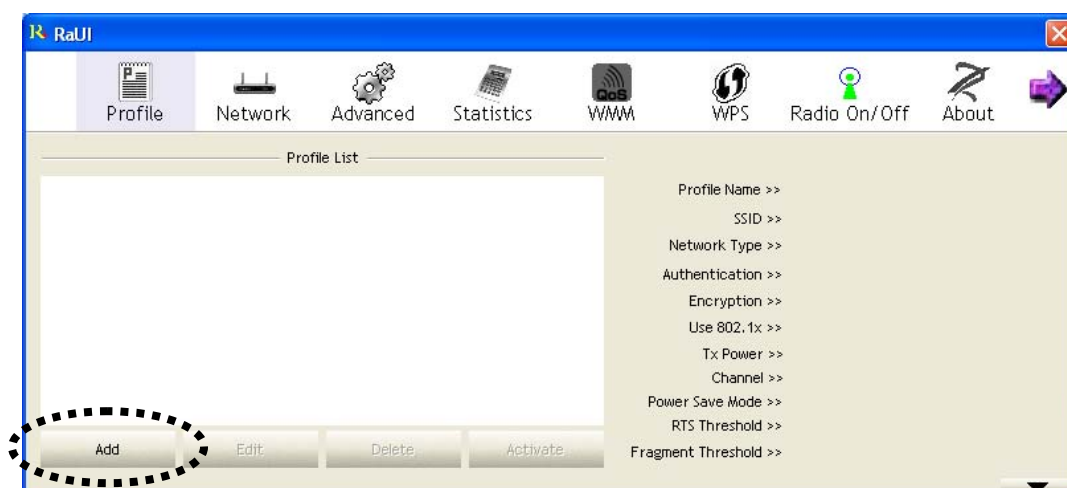 RaUI
Profile Network Advanced Statistics WMM WPS Radio On/Off About
P
QoS
Profile List
Profile Name >>
SSID >>
Network Type >>
Authentication >>
Encryption >>
Use 802.1x >>
Tx Power >>
Channel >>
Power Save Mode >>
RTS Threshold >>
Fragment Threshold >>
Add Edit Delete Activate